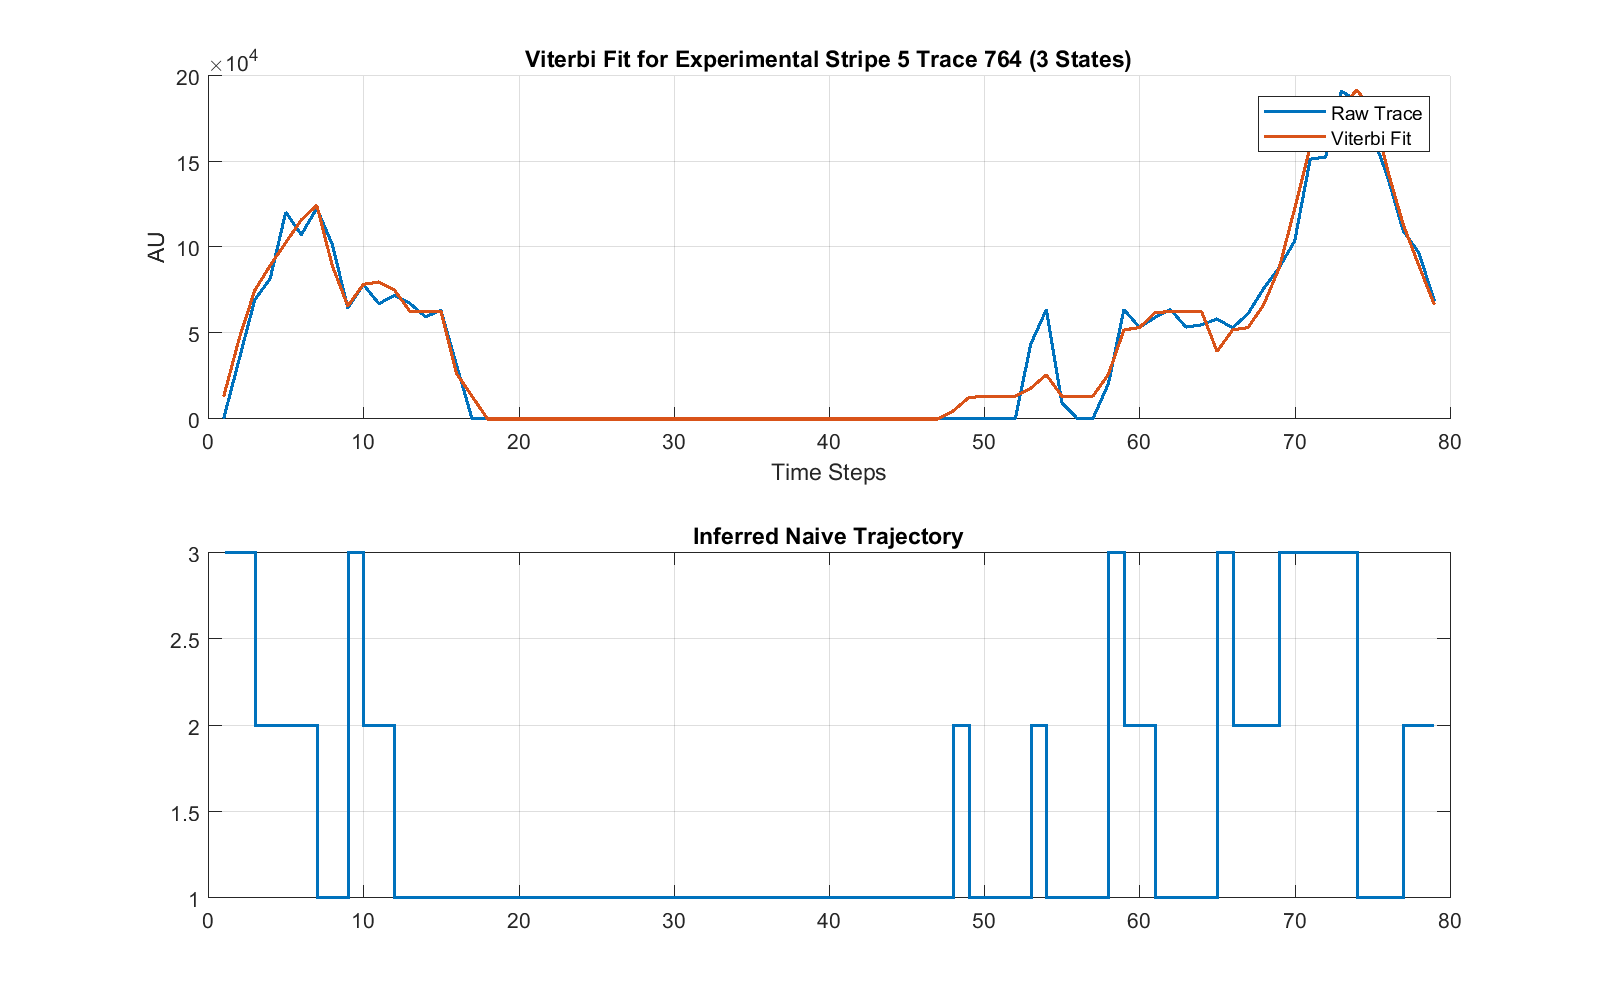 Viterbi Fit for Experimental Stripe 5 Trace 764 (3 States)
×10⁴
20
15
10
5
0
AU
Raw Trace
Viterbi Fit
0 10 20 30 40 50 60 70 80
Time Steps
Inferred Naive Trajectory
3
2.5
2
1.5
1
0 10 20 30 40 50 60 70 80